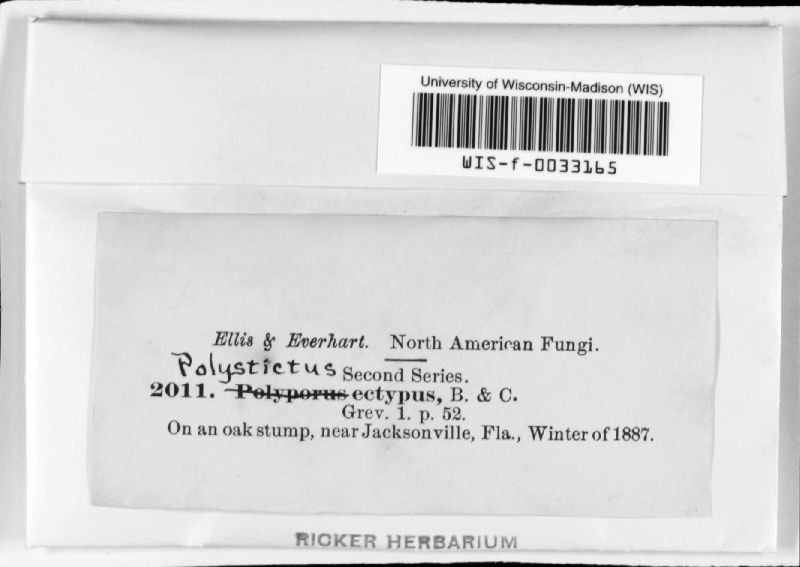 University of Wisconsin-Madison (WIS)
WIS-f-0033165
Ellis & Everhart. North American Fungi.
Polystictus Second Series.
2011. Polyporus ectypus, B. & C.
Grev. 1. p. 52.
On an oak stump, near Jacksonville, Fla., Winter of 1887.
RICKER HERBARIUM